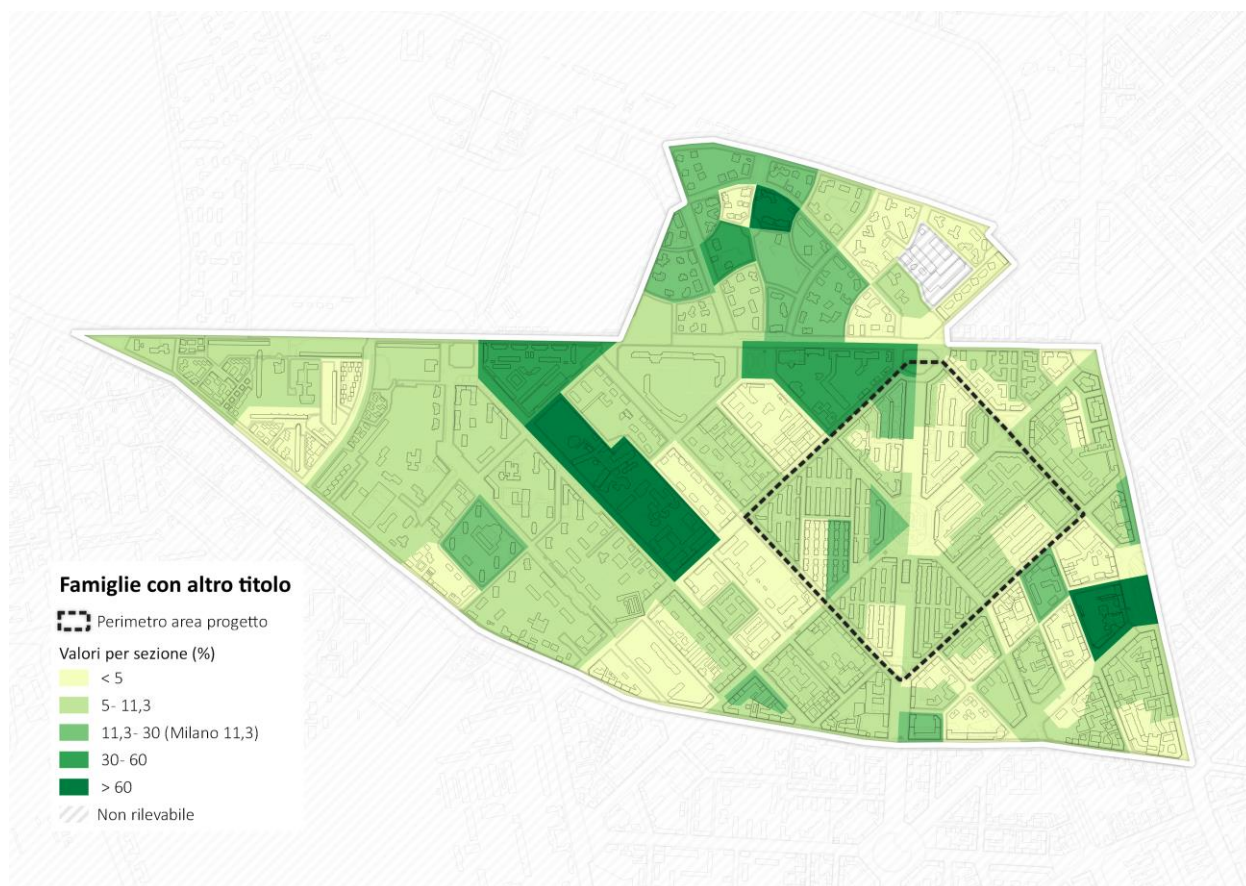 Famiglie con altro titolo
Perimetro area progetto
Valori per sezione (%)
< 5
5- 11,3
11,3- 30 (Milano 11,3)
30- 60
> 60
Non rilevabile